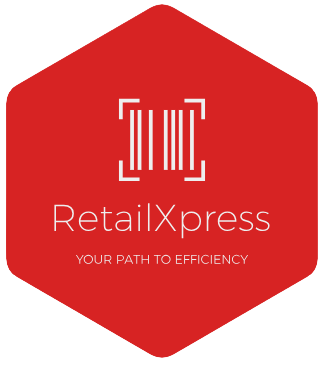 RetailXpress
YOUR PATH TO EFFICIENCY